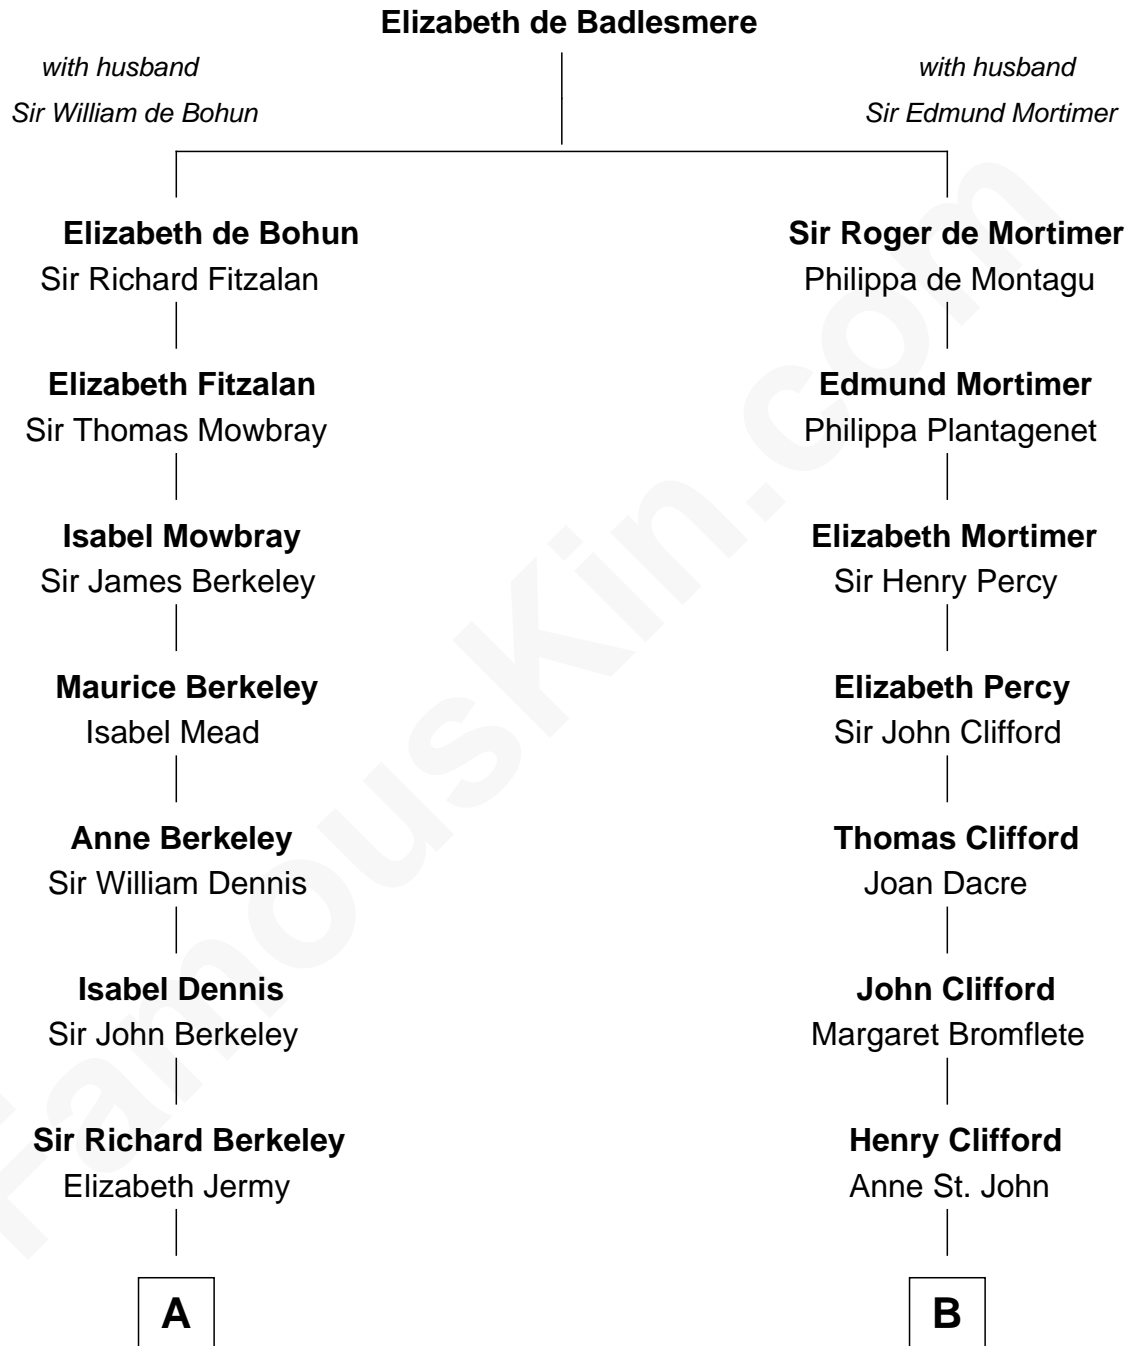 Elizabeth de Badlesmere
with husband
Sir William de Bohun
with husband
Sir Edmund Mortimer
Elizabeth de Bohun
Sir Richard Fitzalan
Elizabeth Fitzalan
Sir Thomas Mowbray
Isabel Mowbray
Sir James Berkeley
Maurice Berkeley
Isabel Mead
Anne Berkeley
Sir William Dennis
Isabel Dennis
Sir John Berkeley
Sir Richard Berkeley
Elizabeth Jermy
A
Sir Roger de Mortimer
Philippa de Montagu
Edmund Mortimer
Philippa Plantagenet
Elizabeth Mortimer
Sir Henry Percy
Elizabeth Percy
Sir John Clifford
Thomas Clifford
Joan Dacre
John Clifford
Margaret Bromflete
Henry Clifford
Anne St. John
B
FamousKin.com